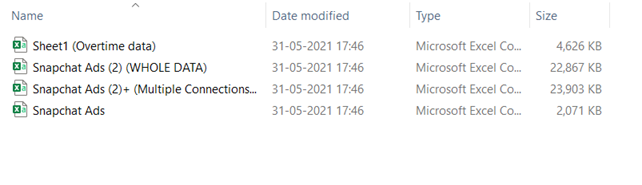 Name Date modified Type Size
Sheet1 (Overtime data) 31-05-2021 17:46 Microsoft Excel Co... 4,626 KB
Snapchat Ads (2) (WHOLE DATA) 31-05-2021 17:46 Microsoft Excel Co... 22,867 KB
Snapchat Ads (2)+ (Multiple Connections... 31-05-2021 17:46 Microsoft Excel Co... 23,903 KB
Snapchat Ads 31-05-2021 17:46 Microsoft Excel Co... 2,071 KB